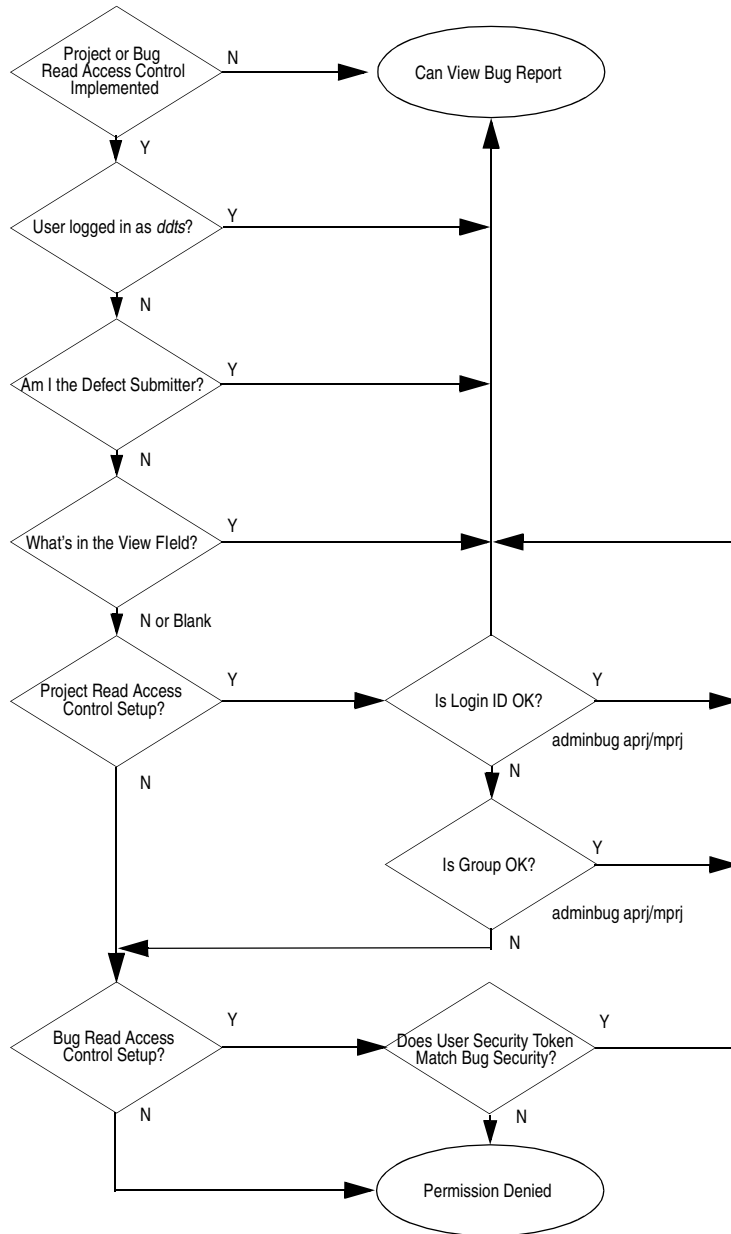 Project or Bug
Read Access Control
Implemented
N
Can View Bug Report
Y
User logged in as ddts?
Y
N
Am I the Defect Submitter?
Y
N
What's in the View FIeld?
Y
N or Blank
Project Read Access
Control Setup?
Y
Is Login ID OK?
Y
adminbug aprj/mprj
N
N
Is Group OK?
Y
adminbug aprj/mprj
N
Bug Read Access
Control Setup?
Y
Does User Security Token
Match Bug Security?
Y
N
N
Permission Denied